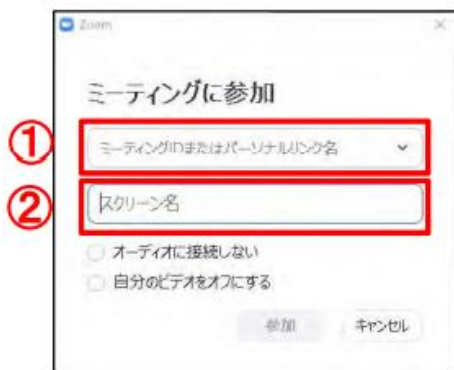 Zoom
ミーティングに参加
①
ミーティングIDまたはパーソナルリンク名
②
スクリーン名
オーディオに接続しない
自分のビデオをオフにする
参加 キャンセル